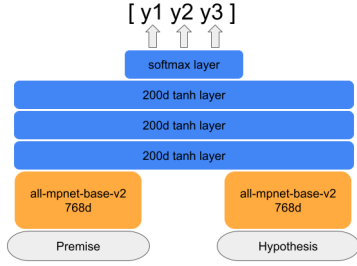 [ y1 y2 y3 ]
softmax layer
200d tanh layer
200d tanh layer
200d tanh layer
all-mpnet-base-v2
768d
all-mpnet-base-v2
768d
Premise
Hypothesis